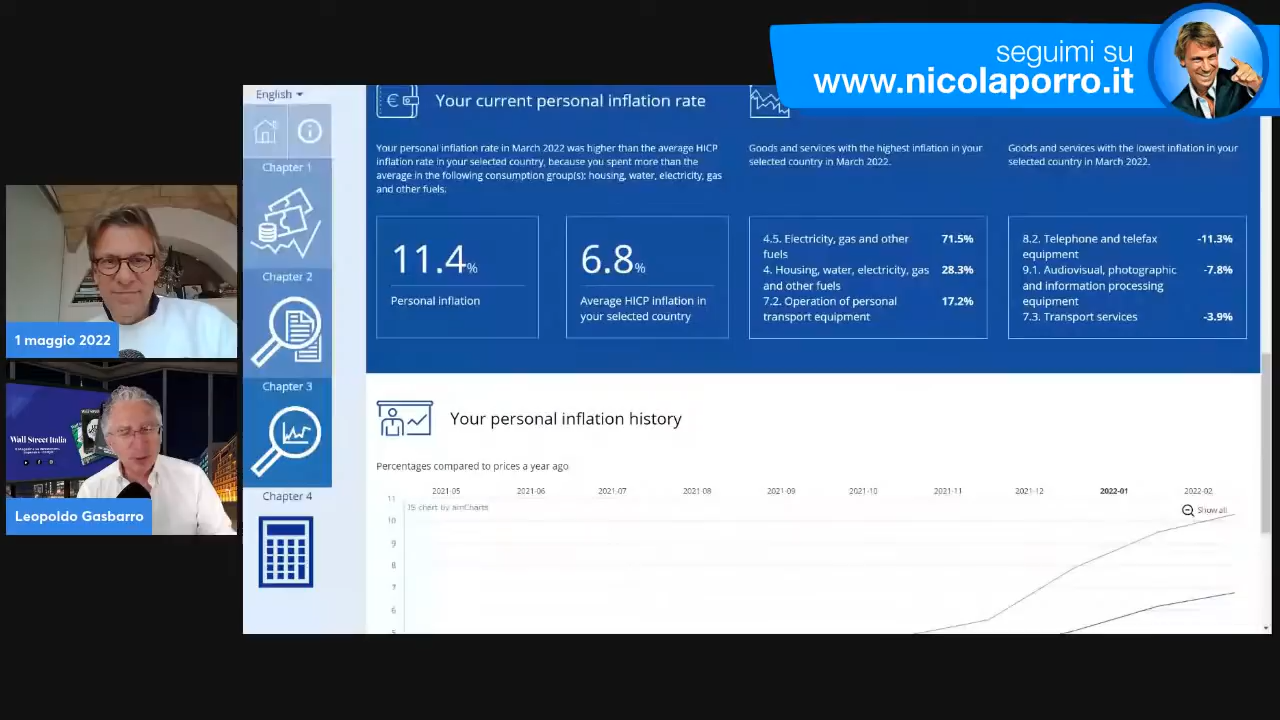 seguimi su
www.nicolaporro.it
English
Chapter 1
Chapter 2
Chapter 3
Chapter 4
1 maggio 2022
Wall Street Italia
Leopoldo Gasbarro
Your current personal inflation rate
Your personal inflation rate in March 2022 was higher than the average HICP
inflation rate in your selected country, because you spent more than the
average in the following consumption group(s): housing, water, electricity, gas
and other fuels.
11.4%
Personal inflation
6.8%
Average HICP inflation in
your selected country
Goods and services with the highest inflation in your
selected country in March 2022.
4.5. Electricity, gas and other 71.5%
fuels
4. Housing, water, electricity, gas 28.3%
and other fuels
7.2. Operation of personal 17.2%
transport equipment
Goods and services with the lowest inflation in your
selected country in March 2022.
8.2. Telephone and telefax -11.3%
equipment
9.1. Audiovisual, photographic -7.8%
and information processing
equipment
7.3. Transport services -3.9%
Your personal inflation history
Percentages compared to prices a year ago
2021-05 2021-06 2021-07 2021-08 2021-09 2021-10 2021-11 2021-12 2022-01 2022-02
JS chart by amCharts
Show all
11
10
9
8
7
6
5